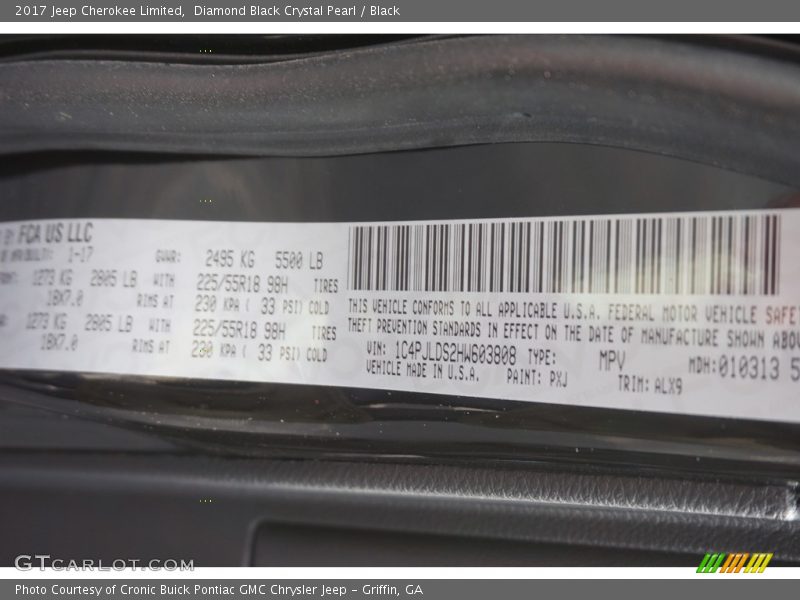 2017 Jeep Cherokee Limited, Diamond Black Crystal Pearl / Black
BY FCA US LLC
1-17 GVWR: 2495 KG 5500 LB
1273 KG 2805 LB WITH 225/55R18 98H TIRES
18X7.0 RIMS AT 230 KPA ( 33 PSI) COLD
1273 KG 2805 LB WITH 225/55R18 98H TIRES
18X7.0 RIMS AT 230 KPA ( 33 PSI) COLD
THIS VEHICLE CONFORMS TO ALL APPLICABLE U.S.A. FEDERAL MOTOR VEHICLE
THEFT PREVENTION STANDARDS IN EFFECT ON THE DATE OF MANUFACTURE SHOWN
VIN: 1C4PJLDS2HW603808 TYPE: MPV MDH:010313 5
VEHICLE MADE IN U.S.A. PAINT: PXJ TRIM: ALX9
GTCARLOT.COM
Photo Courtesy of Cronic Buick Pontiac GMC Chrysler Jeep – Griffin, GA